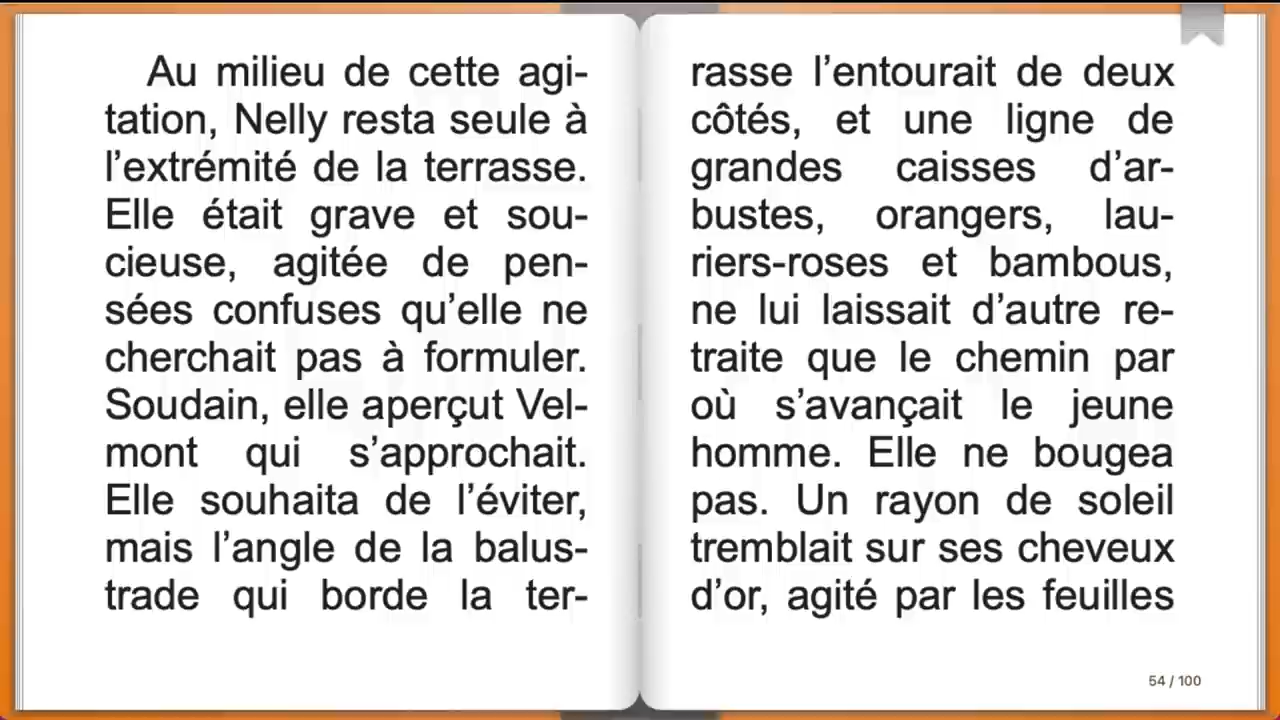 Au milieu de cette agi-
tation, Nelly resta seule à
l’extrémité de la terrasse.
Elle était grave et sou-
cieuse, agitée de pen-
sées confuses qu’elle ne
cherchait pas à formuler.
Soudain, elle aperçut Vel-
mont qui s’approchait.
Elle souhaita de l’éviter,
mais l’angle de la balus-
trade qui borde la ter-
rasse l’entourait de deux
côtés, et une ligne de
grandes caisses d’ar-
bustes, orangers, lau-
riers-roses et bambous,
ne lui laissait d’autre re-
traite que le chemin par
où s’avançait le jeune
homme. Elle ne bougea
pas. Un rayon de soleil
tremblait sur ses cheveux
d’or, agité par les feuilles
54 / 100